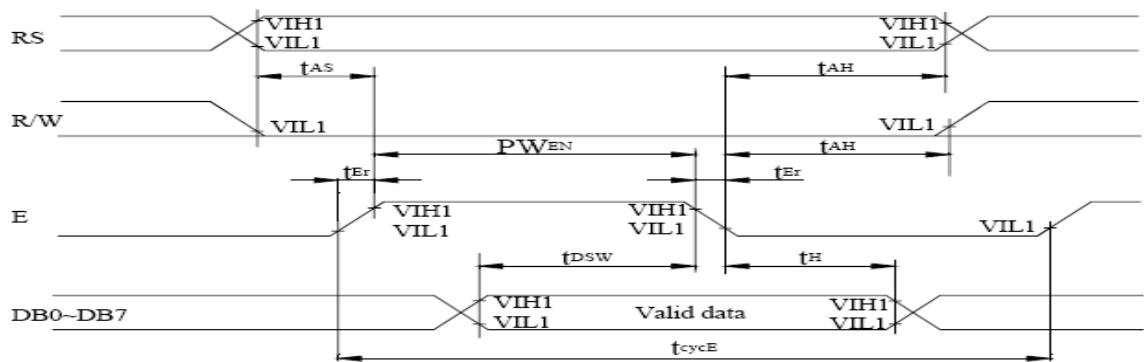 VIH1 VIH1
RS
VIL1 VIL1
tAS tAH
R/W VIL1 VIL1
PWEN tAH
tEr tEr
E VIH1 VIH1
VIL1 VIL1 VIL1
tDSW tH
VIH1 VIH1
DB0~DB7 Valid data
VIL1 VIL1
tcycE